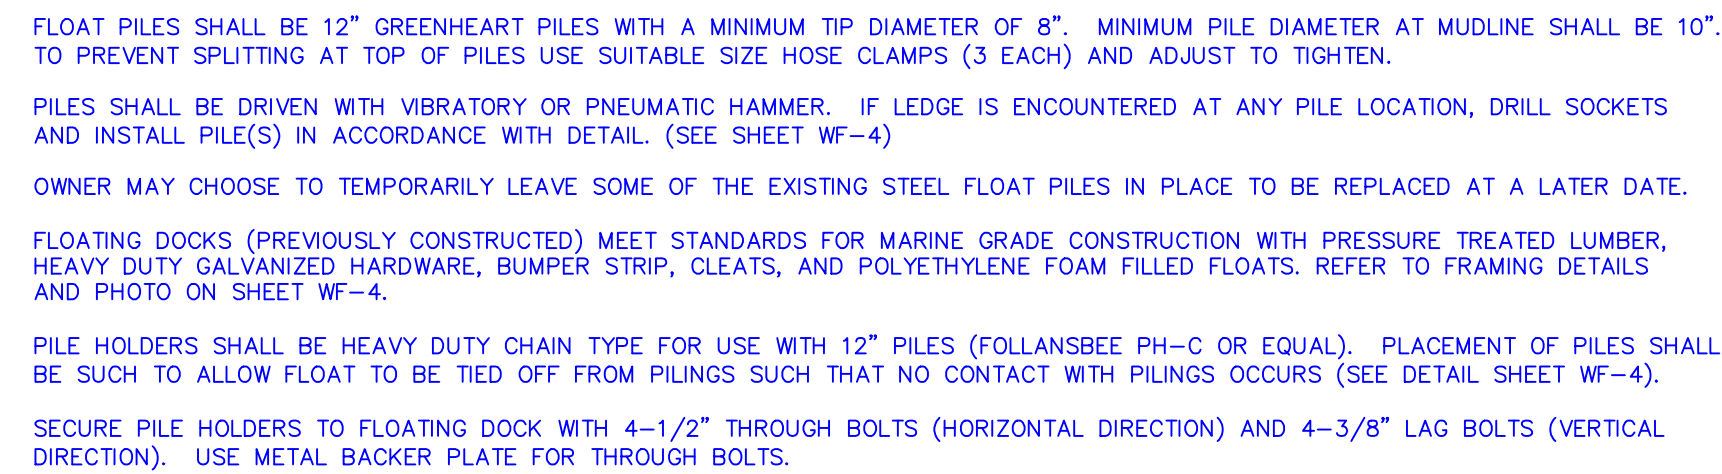 FLOAT PILES SHALL BE 12" GREENHEART PILES WITH A MINIMUM TIP DIAMETER OF 8".  MINIMUM PILE DIAMETER AT MUDLINE SHALL BE 10".
TO PREVENT SPLITTING AT TOP OF PILES USE SUITABLE SIZE HOSE CLAMPS (3 EACH) AND ADJUST TO TIGHTEN.
PILES SHALL BE DRIVEN WITH VIBRATORY OR PNEUMATIC HAMMER.  IF LEDGE IS ENCOUNTERED AT ANY PILE LOCATION, DRILL SOCKETS
AND INSTALL PILE(S) IN ACCORDANCE WITH DETAIL. (SEE SHEET WF-4)
OWNER MAY CHOOSE TO TEMPORARILY LEAVE SOME OF THE EXISTING STEEL FLOAT PILES IN PLACE TO BE REPLACED AT A LATER DATE.
FLOATING DOCKS (PREVIOUSLY CONSTRUCTED) MEET STANDARDS FOR MARINE GRADE CONSTRUCTION WITH PRESSURE TREATED LUMBER,
HEAVY DUTY GALVANIZED HARDWARE, BUMPER STRIP, CLEATS, AND POLYETHYLENE FOAM FILLED FLOATS. REFER TO FRAMING DETAILS
AND PHOTO ON SHEET WF-4.
PILE HOLDERS SHALL BE HEAVY DUTY CHAIN TYPE FOR USE WITH 12" PILES (FOLLANSBEE PH-C OR EQUAL).  PLACEMENT OF PILES SHALL
BE SUCH TO ALLOW FLOAT TO BE TIED OFF FROM PILINGS SUCH THAT NO CONTACT WITH PILINGS OCCURS (SEE DETAIL SHEET WF-4).
SECURE PILE HOLDERS TO FLOATING DOCK WITH 4-1/2" THROUGH BOLTS (HORIZONTAL DIRECTION) AND 4-3/8" LAG BOLTS (VERTICAL
DIRECTION).  USE METAL BACKER PLATE FOR THROUGH BOLTS.